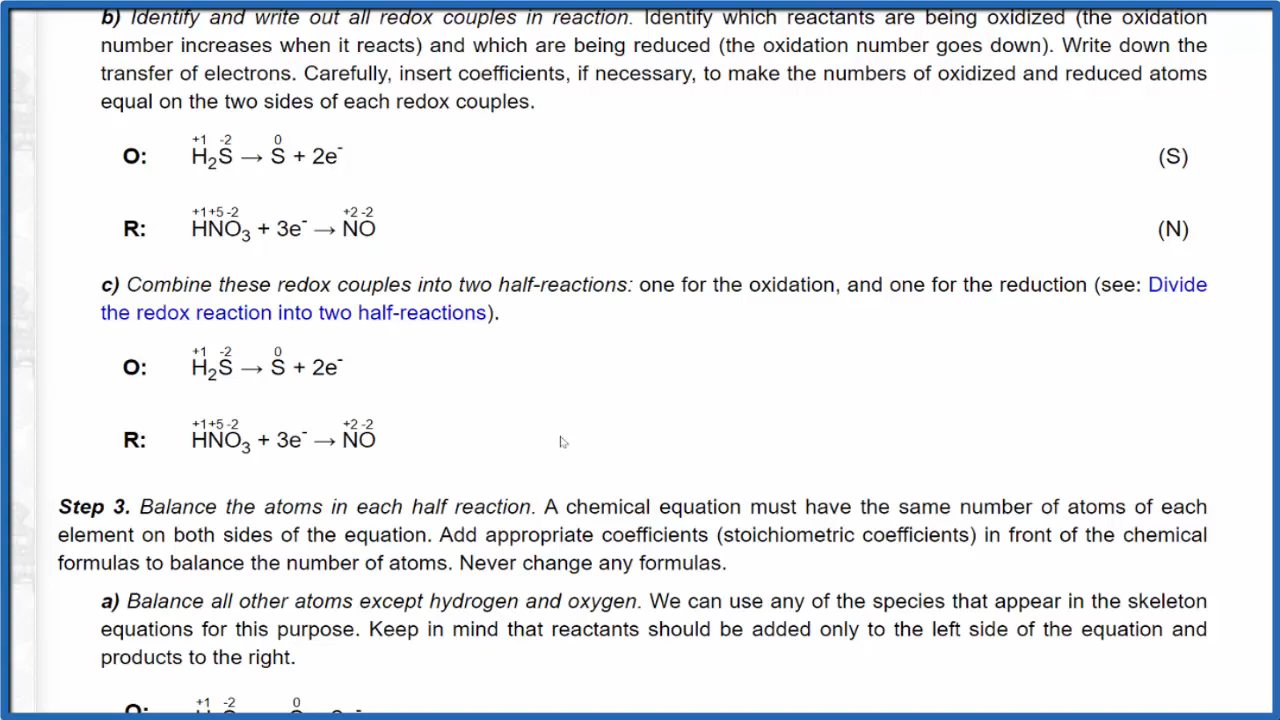 b) Identify and write out all redox couples in reaction. Identify which reactants are being oxidized (the oxidation
number increases when it reacts) and which are being reduced (the oxidation number goes down). Write down the
transfer of electrons. Carefully, insert coefficients, if necessary, to make the numbers of oxidized and reduced atoms
equal on the two sides of each redox couples.
+1 -2 0
O: H₂S → S + 2e⁻ (S)
+1+5-2 +2-2
R: HNO₃ + 3e⁻ → NO (N)
c) Combine these redox couples into two half-reactions: one for the oxidation, and one for the reduction (see: Divide
the redox reaction into two half-reactions).
+1 -2 0
O: H₂S → S + 2e⁻
+1+5-2 +2-2
R: HNO₃ + 3e⁻ → NO
Step 3. Balance the atoms in each half reaction. A chemical equation must have the same number of atoms of each
element on both sides of the equation. Add appropriate coefficients (stoichiometric coefficients) in front of the chemical
formulas to balance the number of atoms. Never change any formulas.
a) Balance all other atoms except hydrogen and oxygen. We can use any of the species that appear in the skeleton
equations for this purpose. Keep in mind that reactants should be added only to the left side of the equation and
products to the right.
+1 -2 0
O: